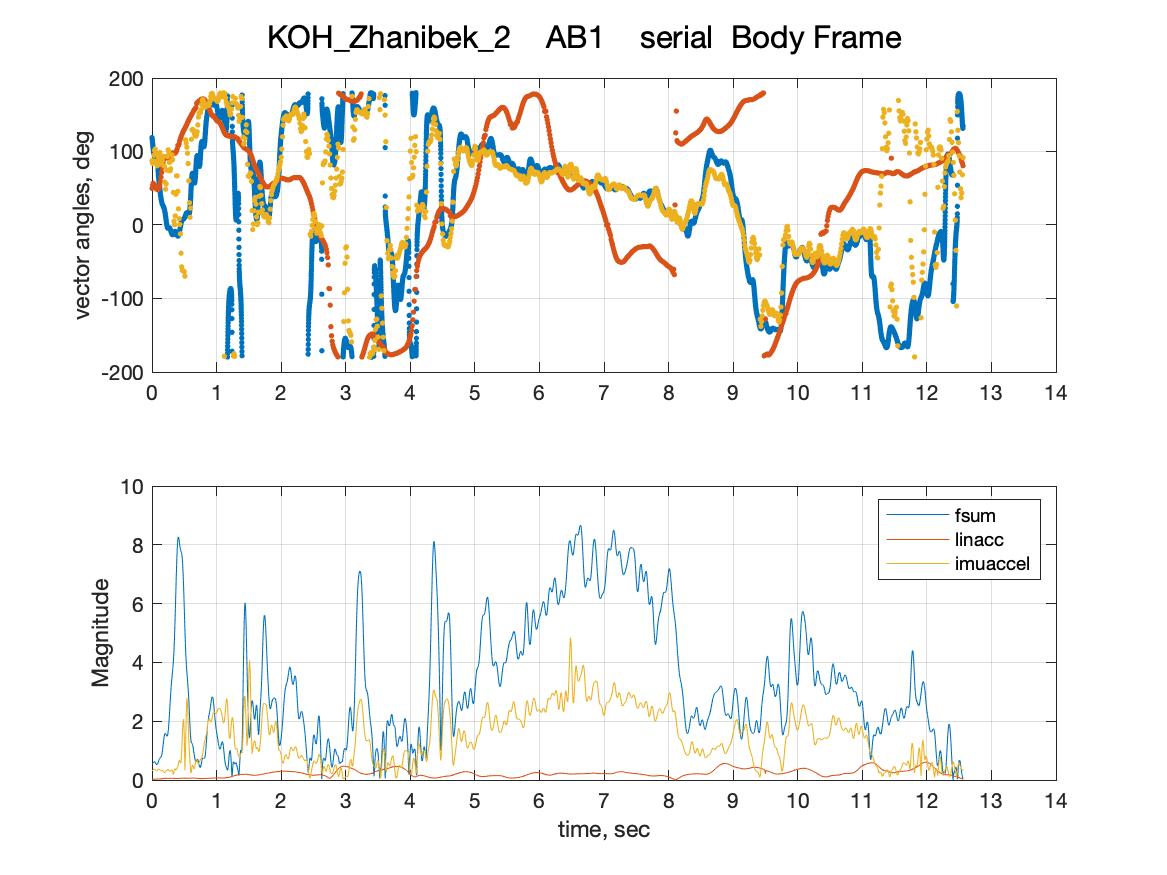 KOH_Zhanibek_2 AB1 serial Body Frame
200
100
0
-100
-200
vector angles, deg
0 1 2 3 4 5 6 7 8 9 10 11 12 13 14
10
8
6
4
2
0
Magnitude
fsum
linacc
imuaccel
0 1 2 3 4 5 6 7 8 9 10 11 12 13 14
time, sec